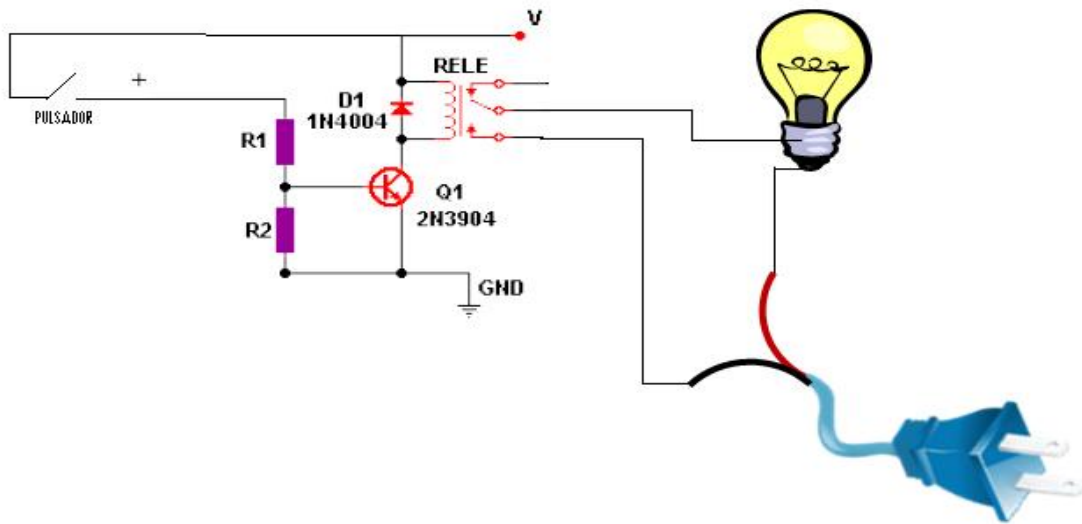 V
+
RELE
PULSADOR
D1
1N4004
R1
Q1
2N3904
R2
GND